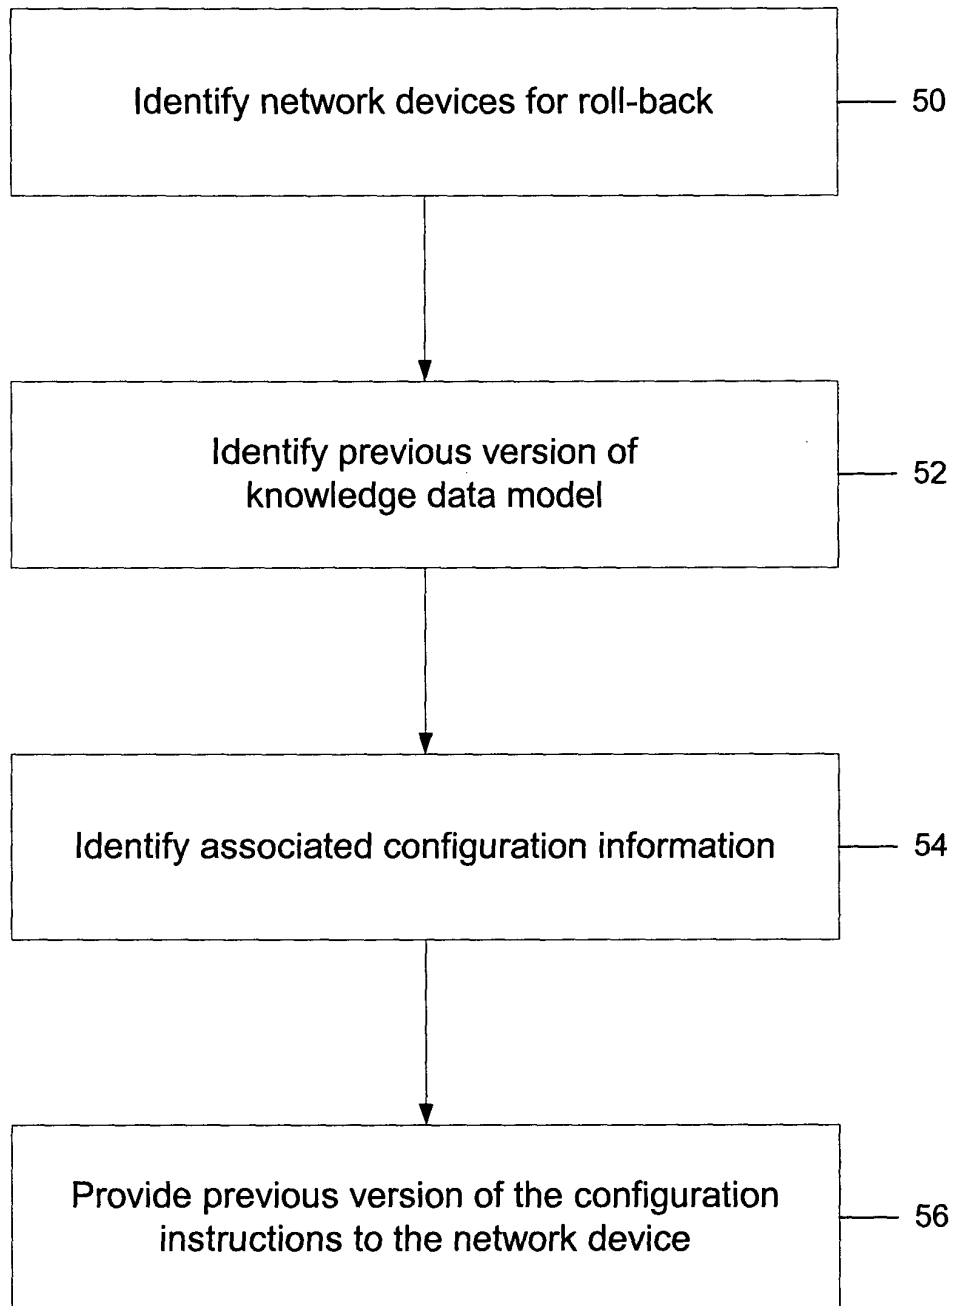 Identify network devices for roll-back
50
Identify previous version of
knowledge data model
52
Identify associated configuration information
54
Provide previous version of the configuration
instructions to the network device
56